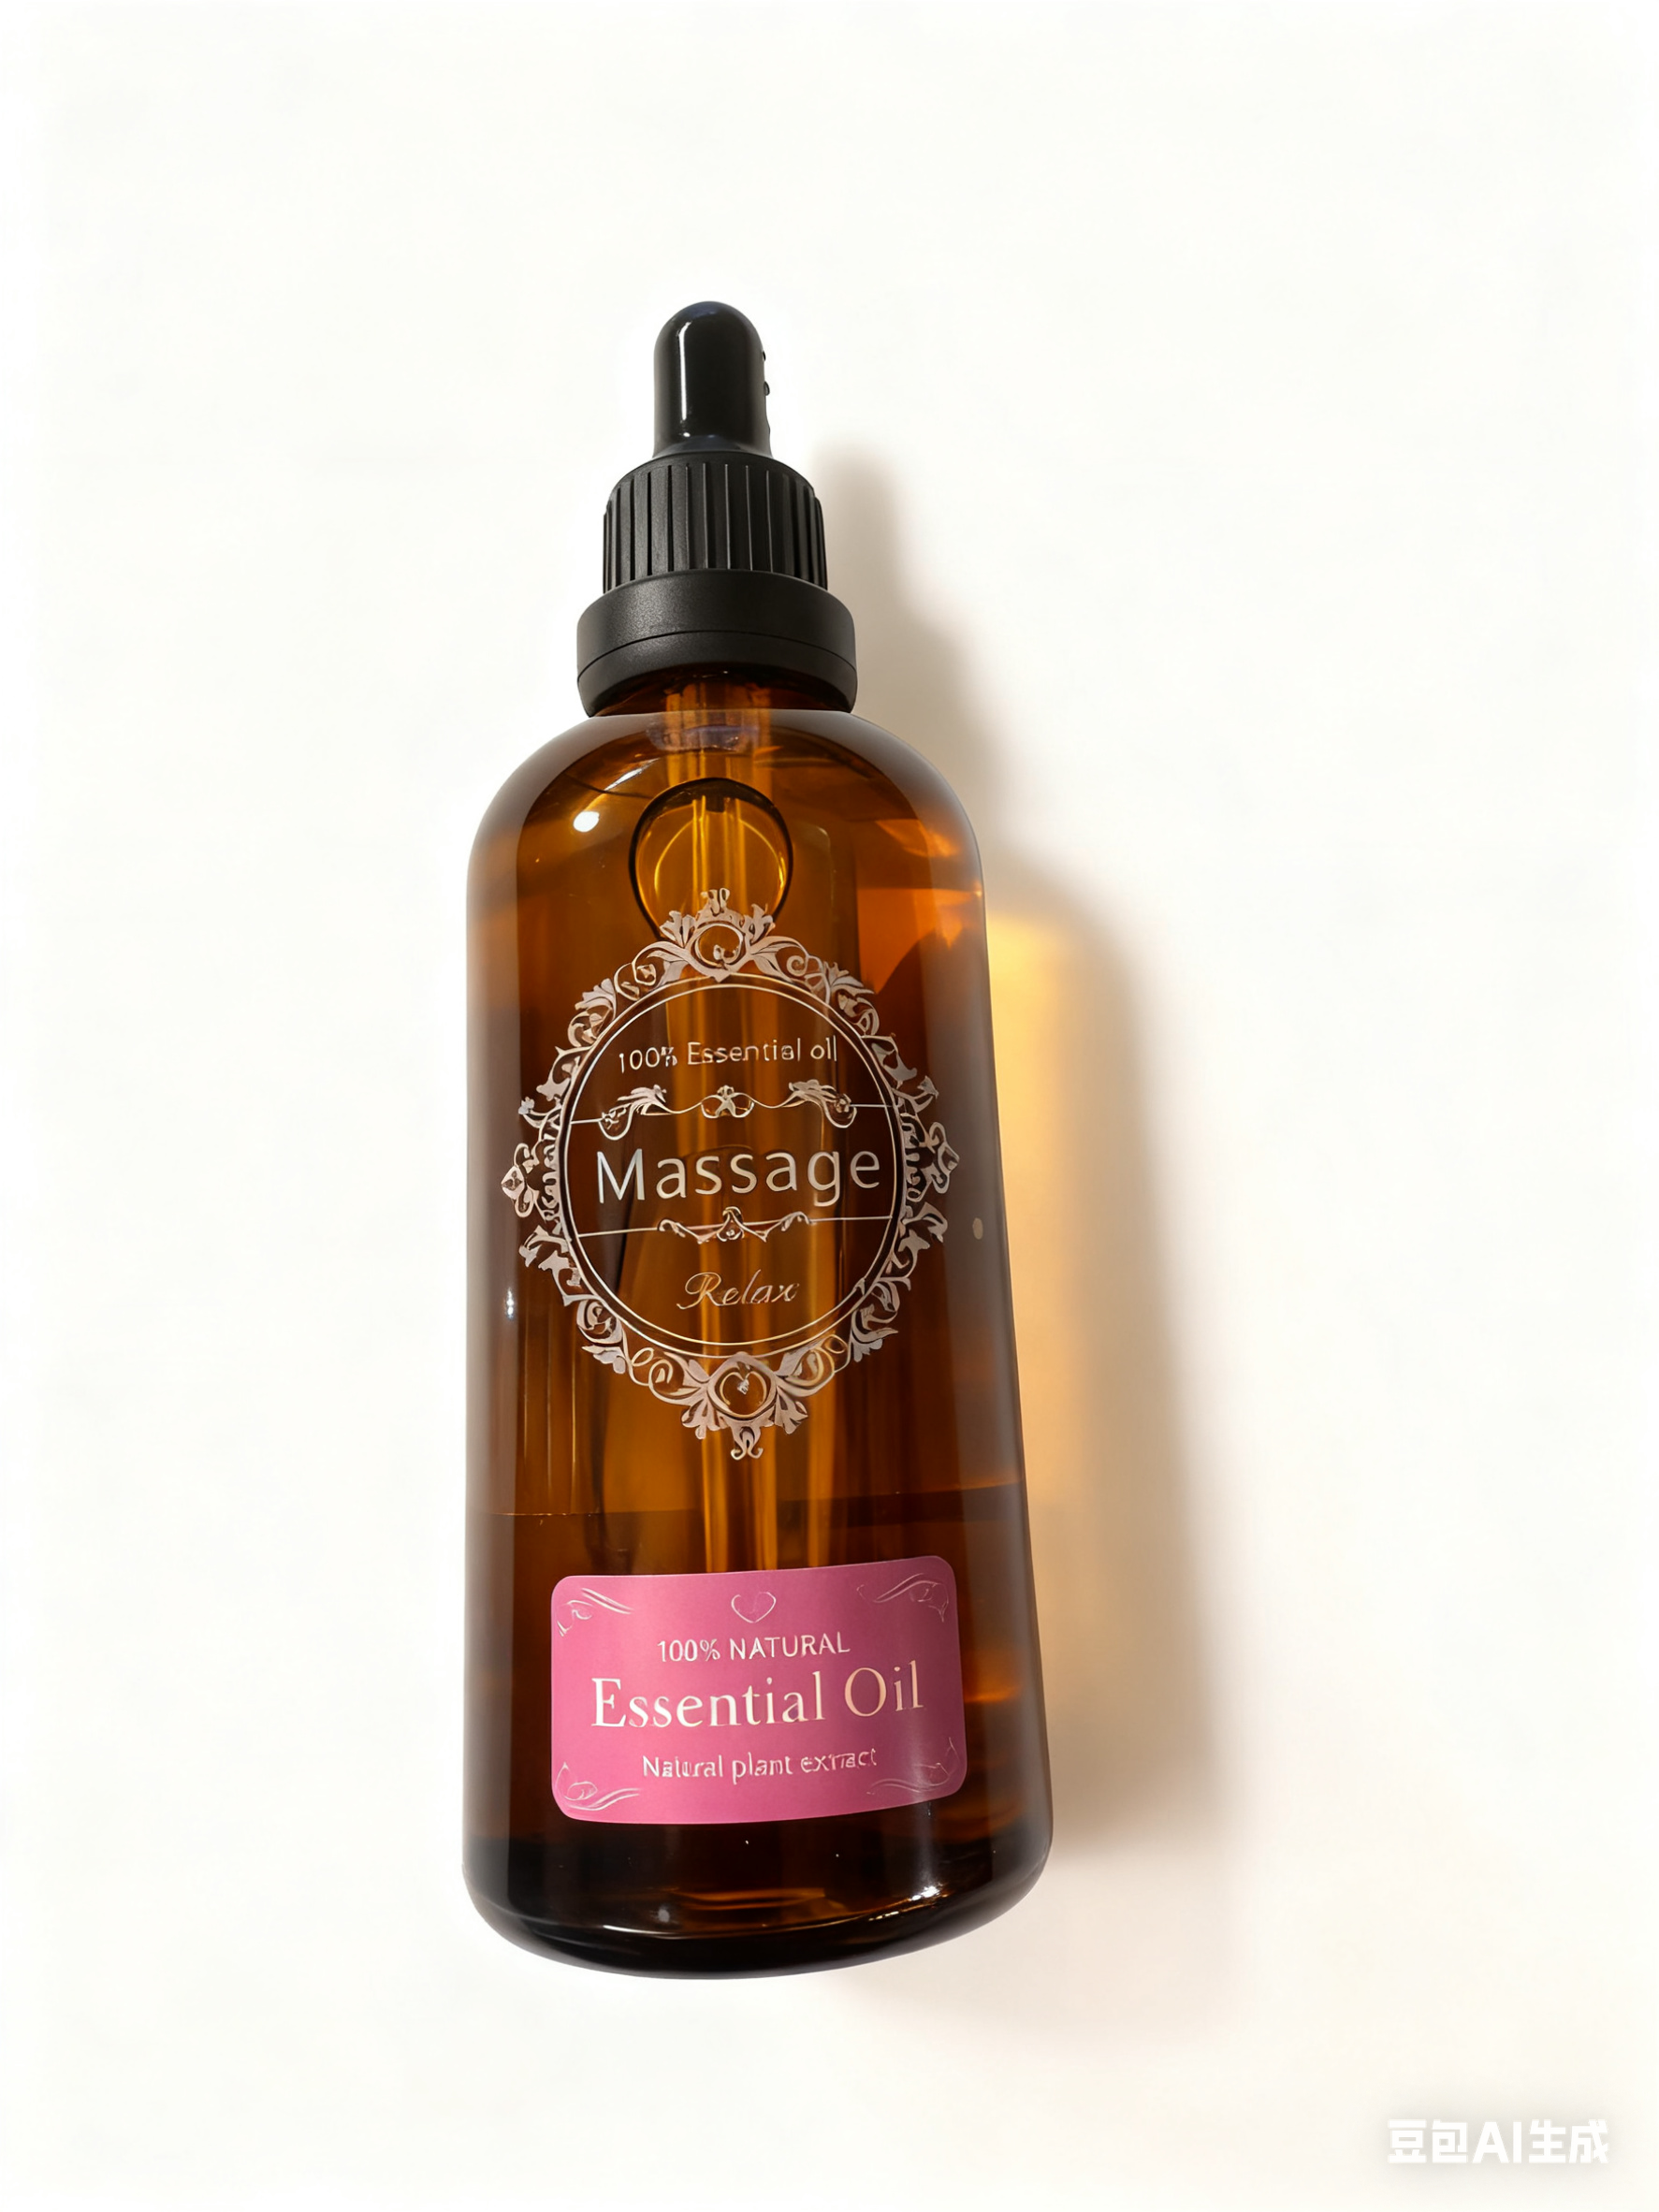 100% Essential oil
Massage
Relax
100% NATURAL
Essential Oil
Natural plant extract
豆包AI生成